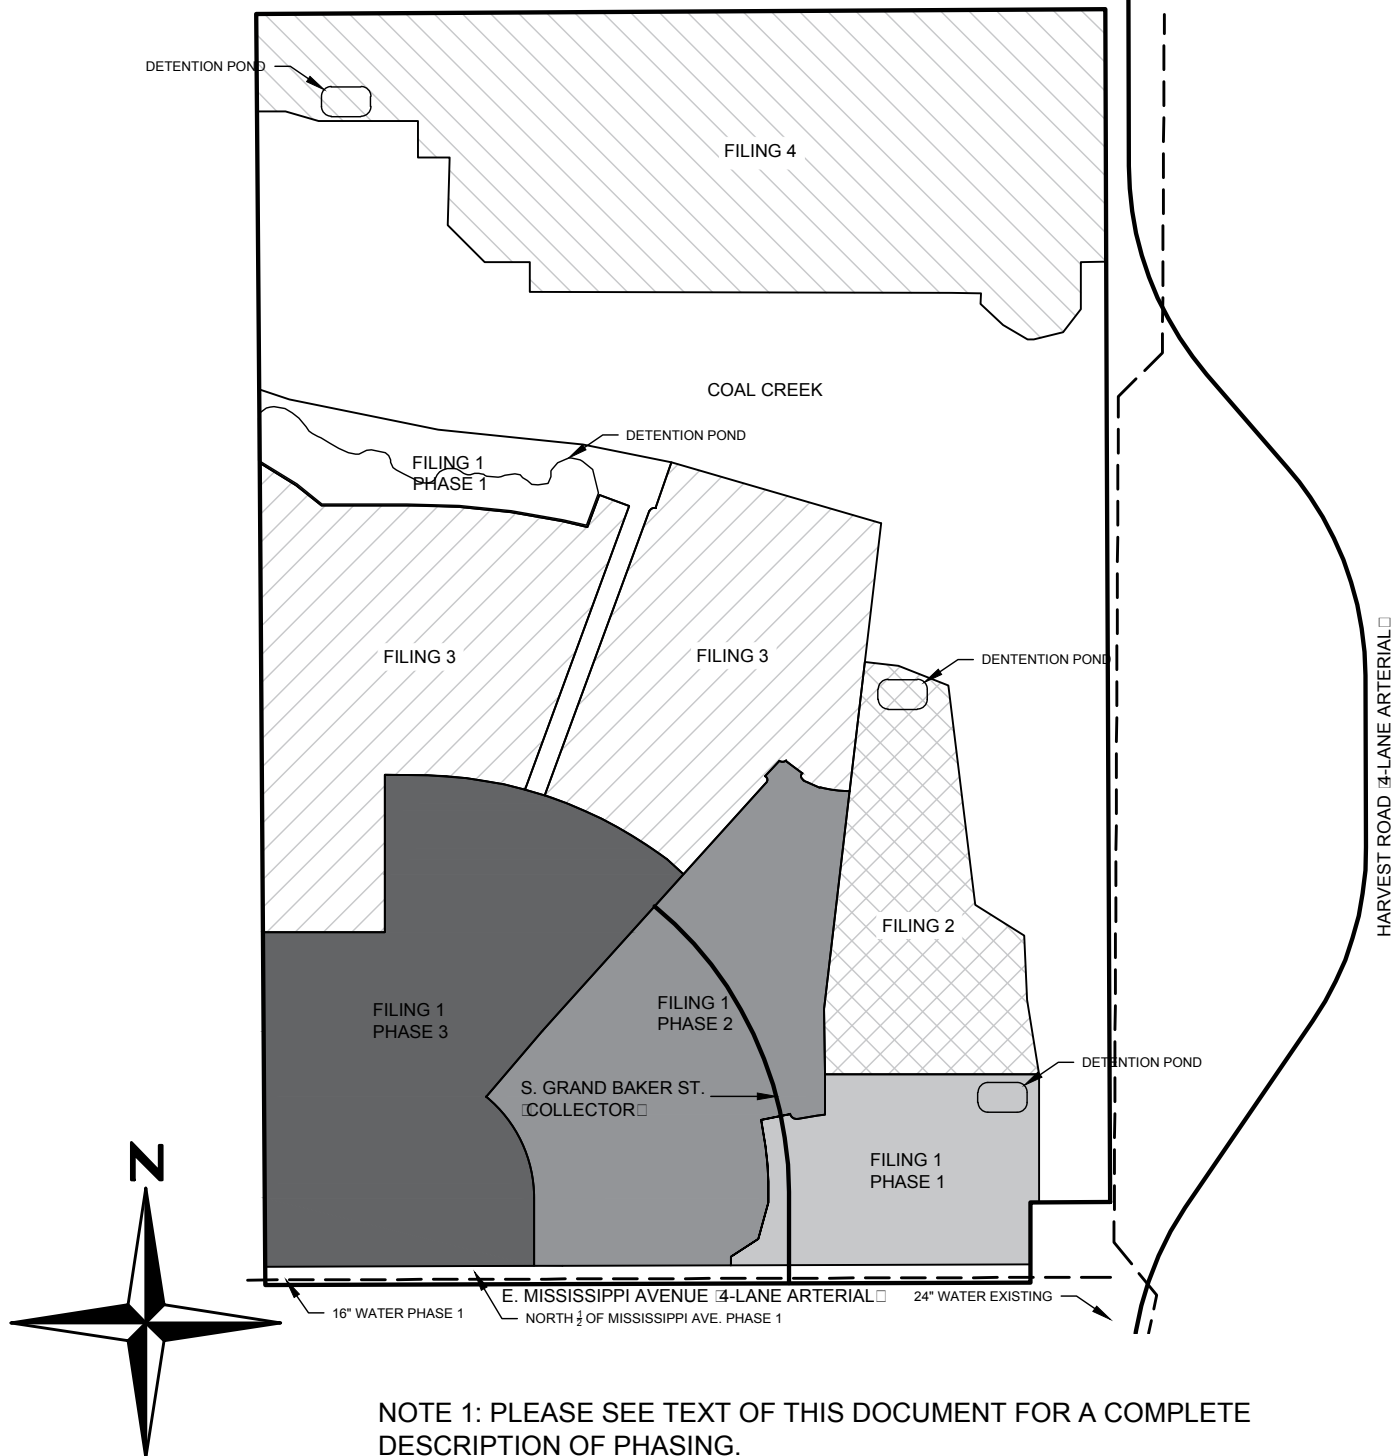 DETENTION POND
FILING 4
COAL CREEK
DETENTION POND
FILING 1
PHASE 1
FILING 3
FILING 3
DENTENTION POND
HARVEST ROAD 4-LANE ARTERIAL
FILING 2
FILING 1
PHASE 3
FILING 1
PHASE 2
S. GRAND BAKER ST.
COLLECTOR
DETENTION POND
FILING 1
PHASE 1
N
E. MISSISSIPPI AVENUE 4-LANE ARTERIAL
24" WATER EXISTING
16" WATER PHASE 1
NORTH ½ OF MISSISSIPPI AVE. PHASE 1
NOTE 1: PLEASE SEE TEXT OF THIS DOCUMENT FOR A COMPLETE
DESCRIPTION OF PHASING.